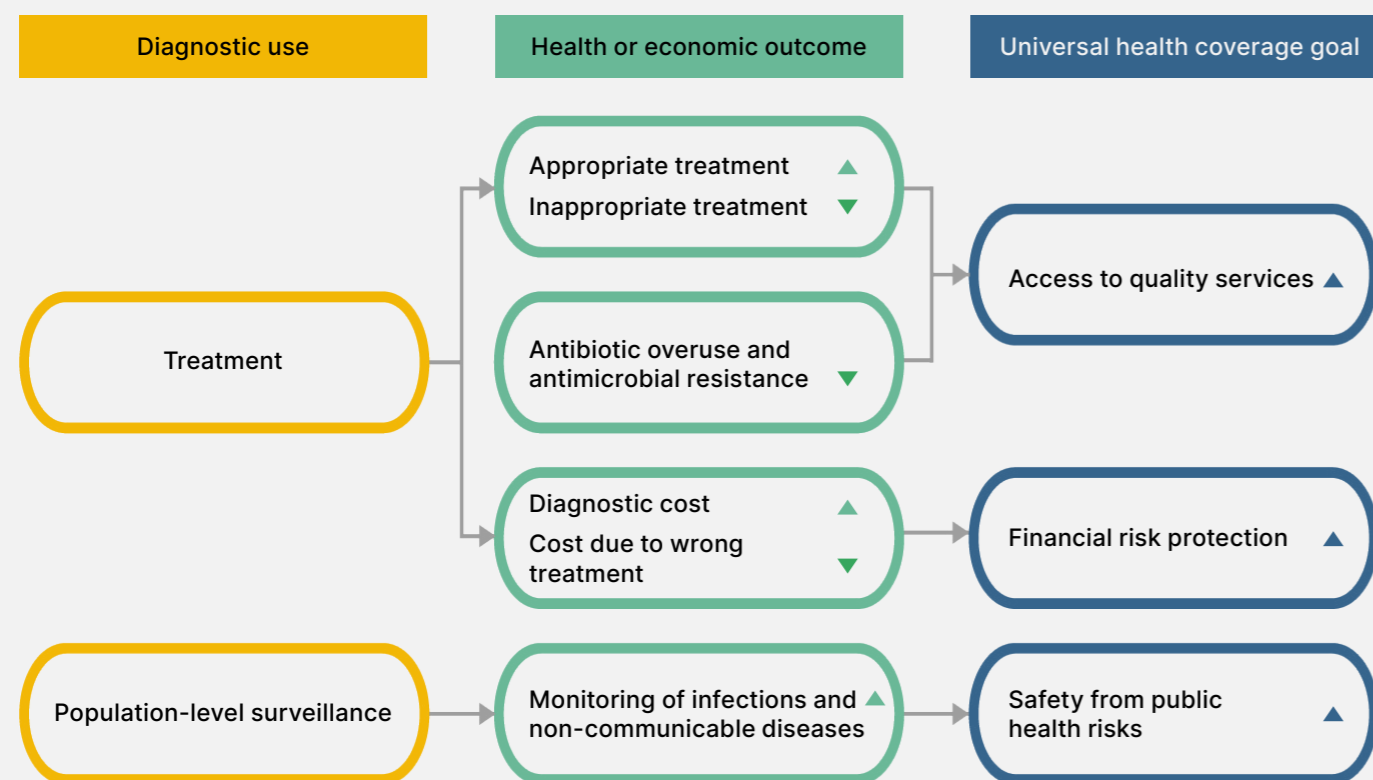 Diagnostic use
Health or economic outcome
Universal health coverage goal
Treatment
Appropriate treatment
Inappropriate treatment
Antibiotic overuse and
antimicrobial resistance
Access to quality services
Diagnostic cost
Cost due to wrong
treatment
Financial risk protection
Population-level surveillance
Monitoring of infections and
non-communicable diseases
Safety from public
health risks